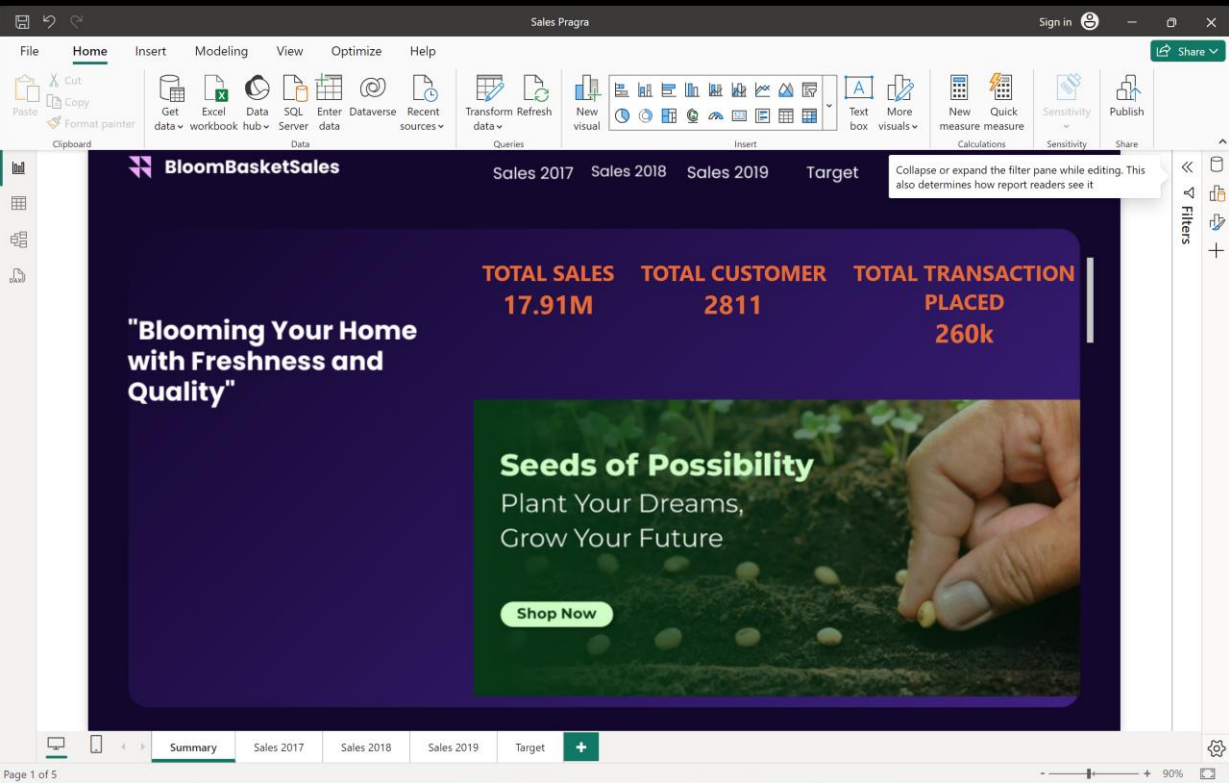 Sales Pragra
Sign in
File Home Insert Modeling View Optimize Help
Share
Paste
Cut
Copy
Format painter
Get data
Excel workbook
Data hub
SQL Server
Enter data
Dataverse
Recent sources
Transform data
Refresh
New visual
Text box
More visuals
New measure
Quick measure
Sensitivity
Publish
Clipboard
Data
Queries
Insert
Calculations
Sensitivity
Share
BloomBasketSales
Sales 2017 Sales 2018 Sales 2019 Target
Collapse or expand the filter pane while editing. This
also determines how report readers see it
Filters
TOTAL SALES
17.91M
TOTAL CUSTOMER
2811
TOTAL TRANSACTION
PLACED
260k
"Blooming Your Home
with Freshness and
Quality"
Seeds of Possibility
Plant Your Dreams,
Grow Your Future
Shop Now
Summary Sales 2017 Sales 2018 Sales 2019 Target
Page 1 of 5
90%